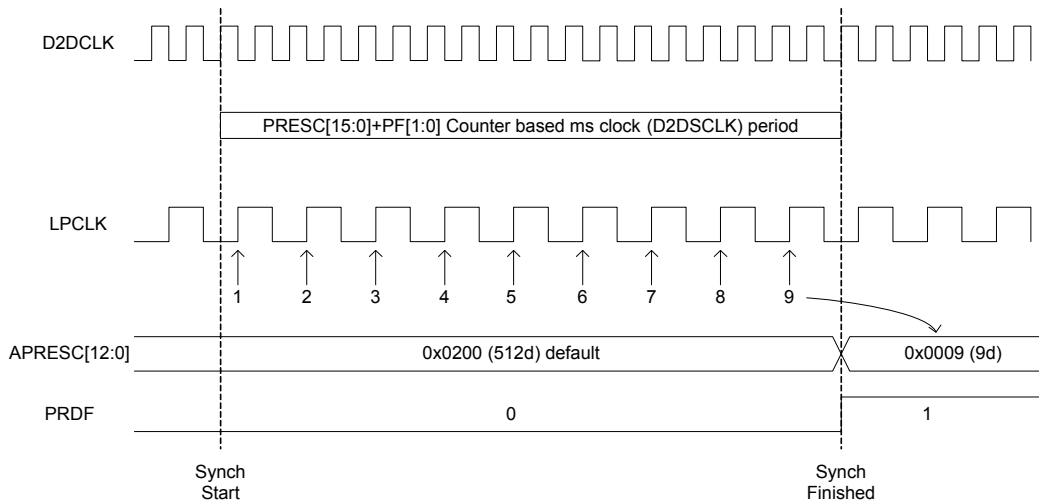 D2DCLK
PRESC[15:0]+PF[1:0] Counter based ms clock (D2DSCLK) period
LPCLK
1 2 3 4 5 6 7 8 9
APRESC[12:0] 0x0200 (512d) default 0x0009 (9d)
PRDF 0 1
Synch Start
Synch Finished